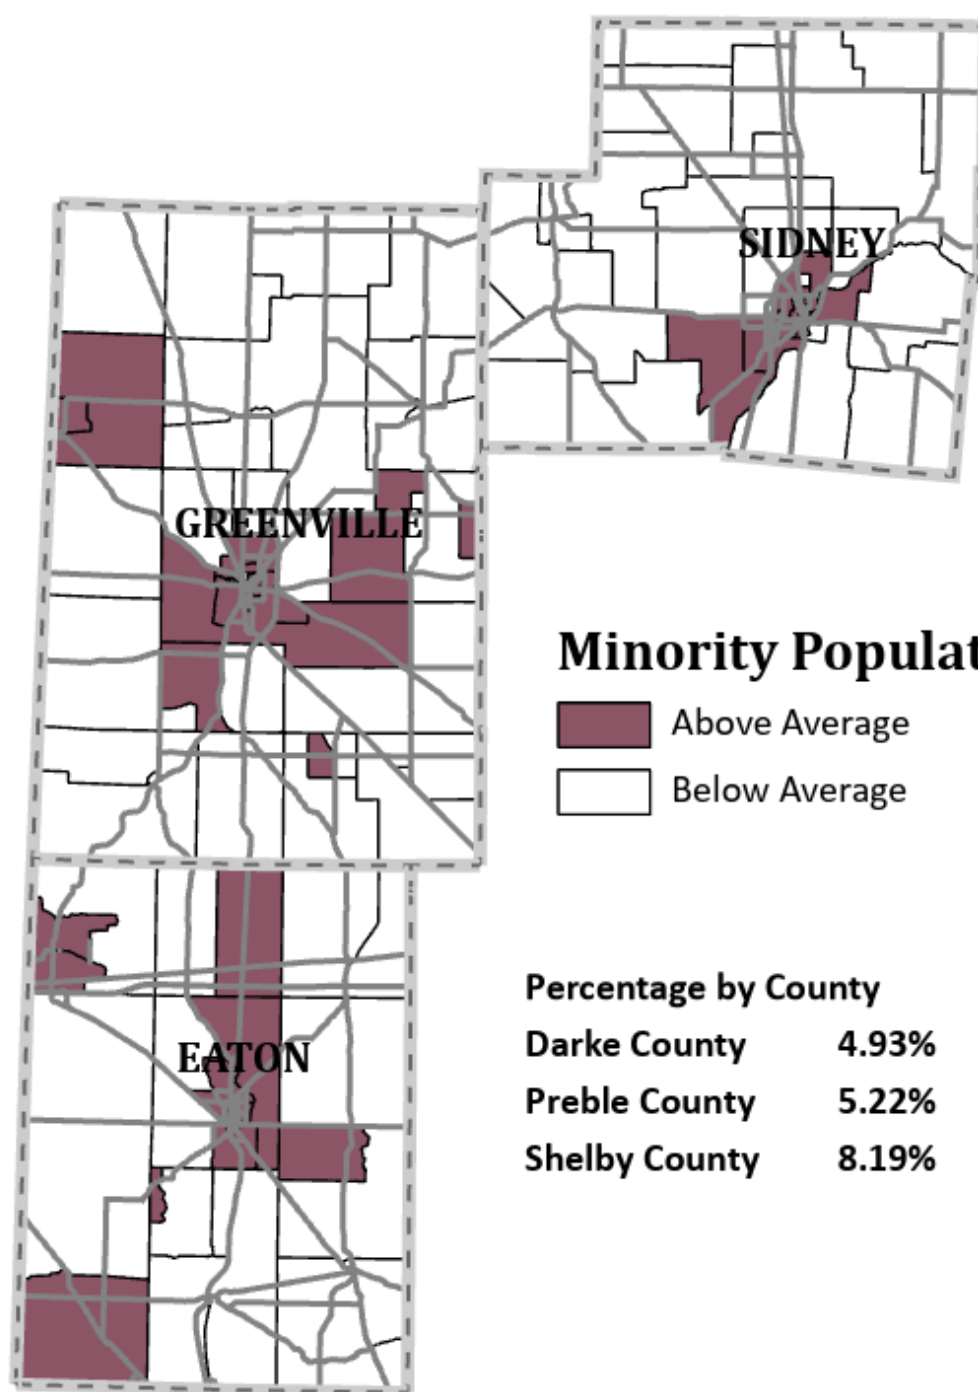 SIDNEY
GREENVILLE
Minority Populat
Above Average
Below Average
Percentage by County
Darke County 4.93%
Preble County 5.22%
Shelby County 8.19%
EATON